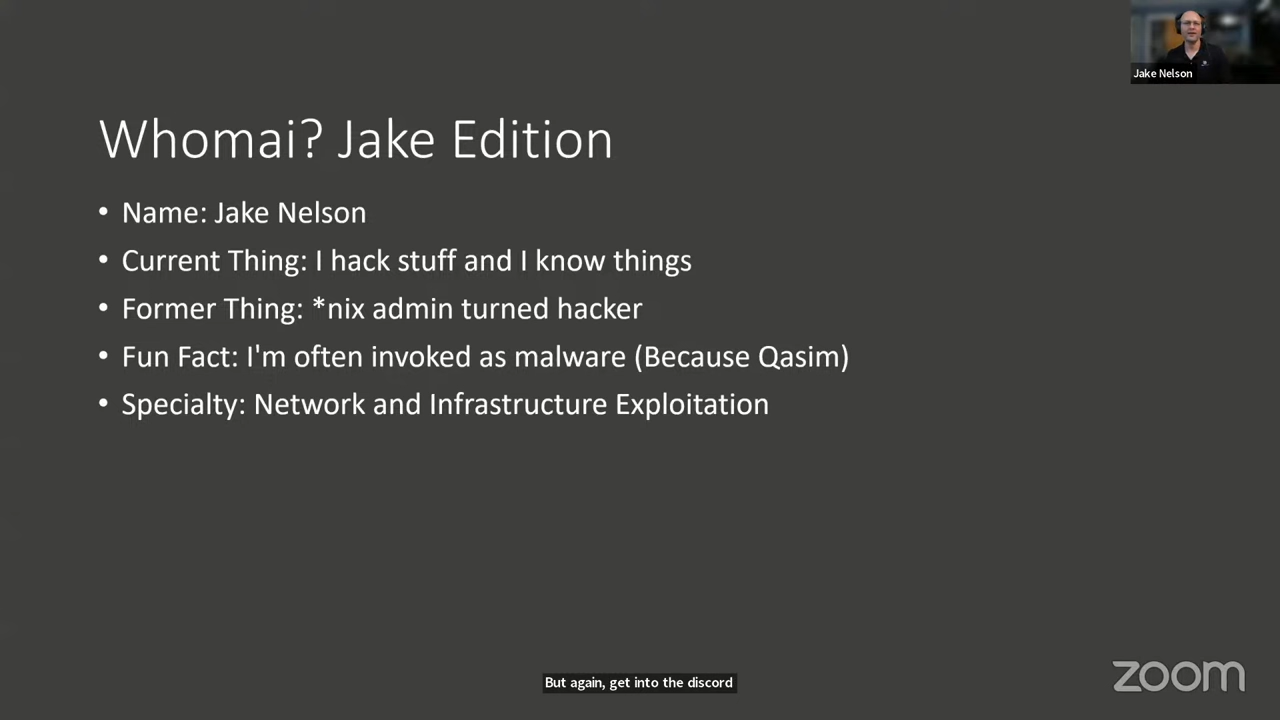 Jake Nelson
Whomai? Jake Edition
• Name: Jake Nelson
• Current Thing: I hack stuff and I know things
• Former Thing: *nix admin turned hacker
• Fun Fact: I'm often invoked as malware (Because Qasim)
• Specialty: Network and Infrastructure Exploitation
But again, get into the discord
zoom